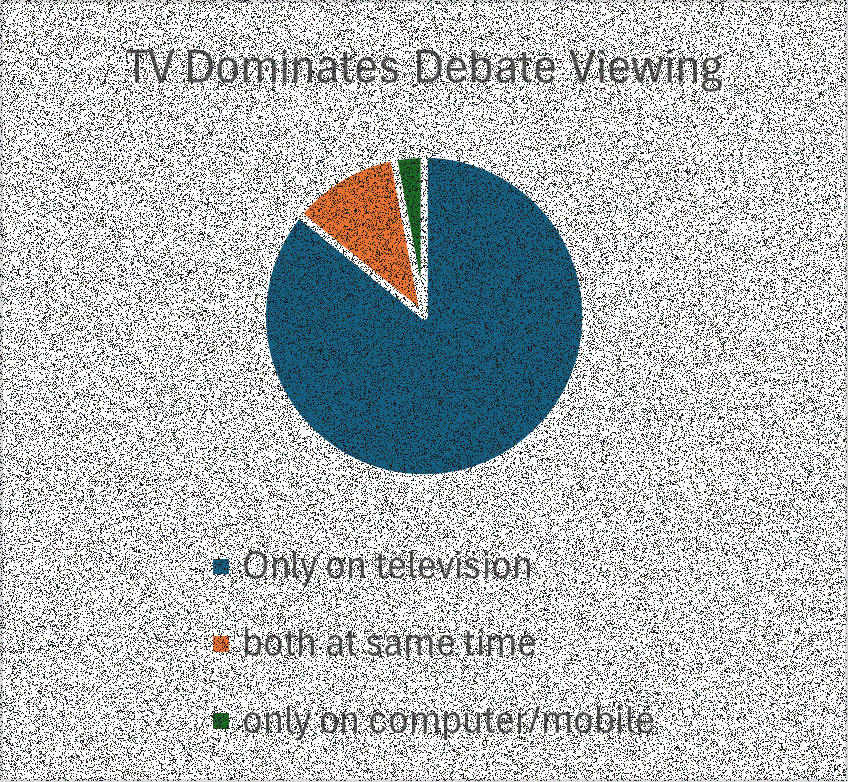 TV Dominates Debate Viewing
Only on television
both at same time
only on computer/mobile